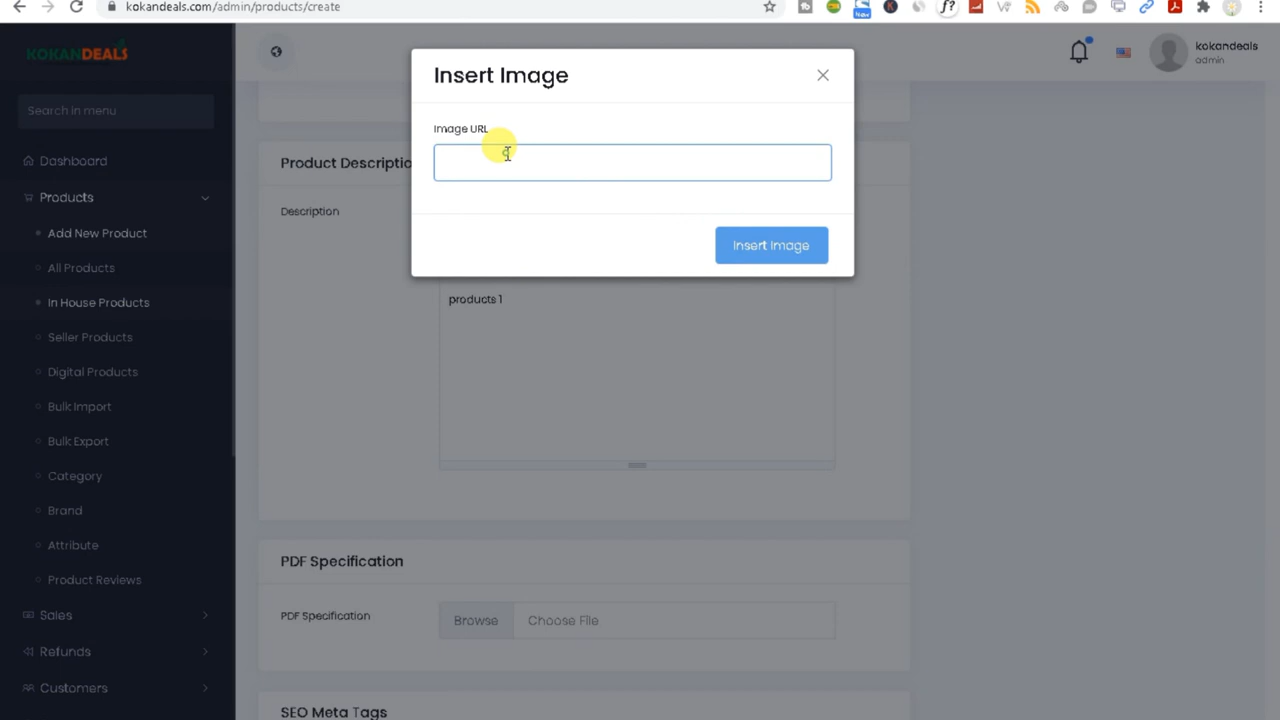 kokandeals.com/admin/products/create
KOKANDEALS
Search in menu
Dashboard
Products
Add New Product
All Products
In House Products
Seller Products
Digital Products
Bulk Import
Bulk Export
Category
Brand
Attribute
Product Reviews
Sales
Refunds
Customers
kokandeals
admin
Insert Image
Image URL
Insert Image
Product Descriptio
Description
products 1
PDF Specification
PDF Specification
Browse
Choose File
SEO Meta Tags